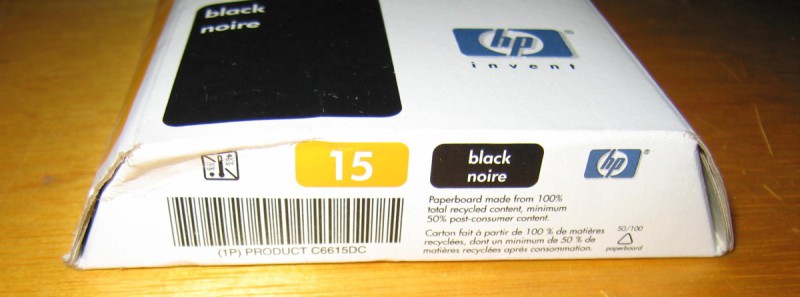 black
noire
hp
invent
15
black
noire
hp
Paperboard made from 100%
total recycled content, minimum
50% post-consumer content.
Carton fait à partir de 100 % de matières
recyclées, dont un minimum de 50 % de
matières recyclées après consommation.
50/100
paperboard
(1P) PRODUCT C6615DC